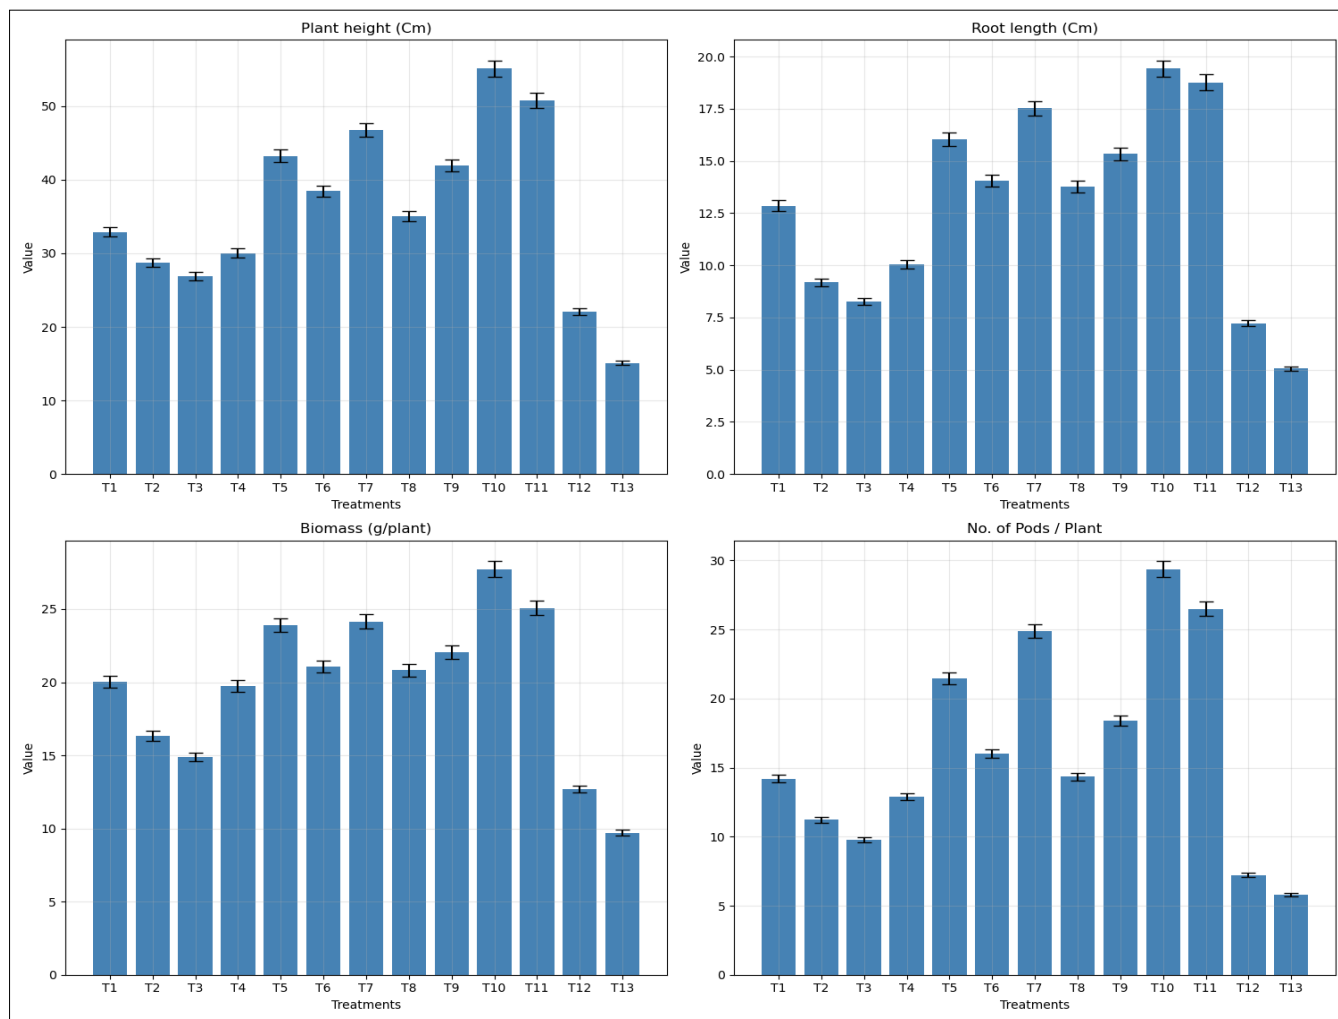 Plant height (Cm)
Value
50
40
30
20
10
0
T1 T2 T3 T4 T5 T6 T7 T8 T9 T10 T11 T12 T13
Treatments
Root length (Cm)
Value
20.0
17.5
15.0
12.5
10.0
7.5
5.0
2.5
0.0
T1 T2 T3 T4 T5 T6 T7 T8 T9 T10 T11 T12 T13
Treatments
Biomass (g/plant)
Value
25
20
15
10
5
0
T1 T2 T3 T4 T5 T6 T7 T8 T9 T10 T11 T12 T13
Treatments
No. of Pods / Plant
Value
30
25
20
15
10
5
0
T1 T2 T3 T4 T5 T6 T7 T8 T9 T10 T11 T12 T13
Treatments